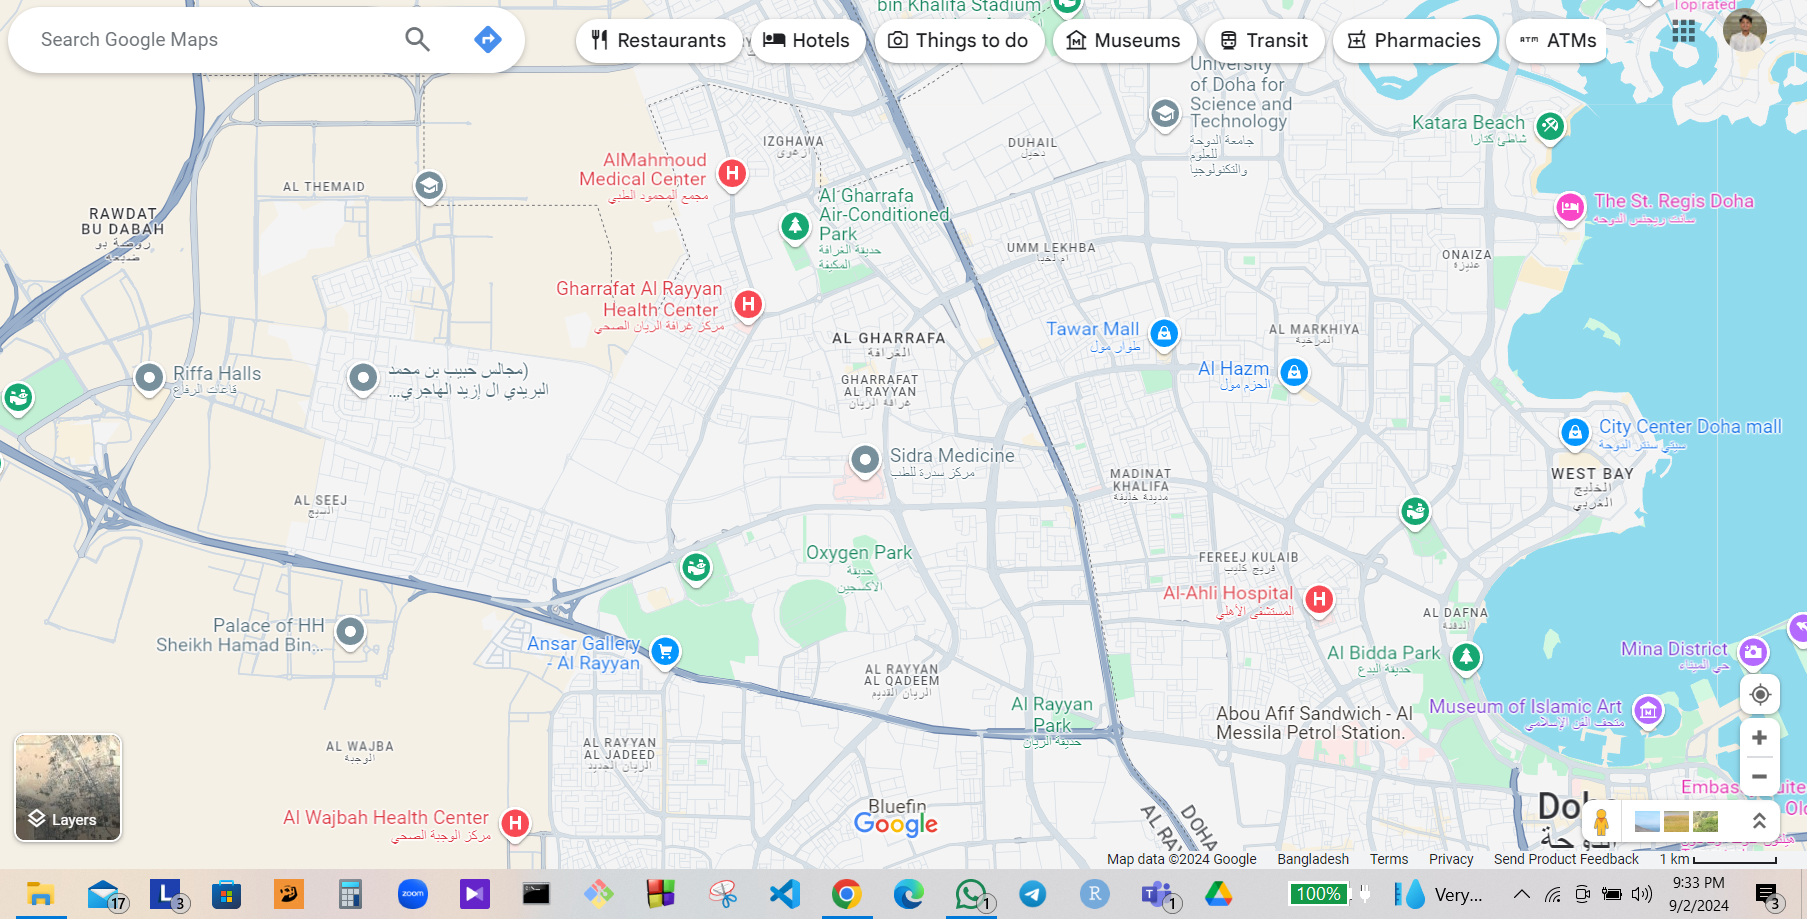 Search Google Maps
Restaurants
Hotels
Things to do
Museums
Transit
Pharmacies
ATM
ATMs
bin Khalifa Stadium
Top rated
University
of Doha for
Science and
Technology
جامعة الدوحة
للعلوم
والتكنولوجيا
Katara Beach
شاطئ كتارا
IZGHAWA
ازغوى
DUHAIL
دحيل
AlMahmoud
Medical Center
مجمع المحمود الطبي
AL THEMAID
RAWDAT
BU DABAH
روضة بو
ضبعه
Al Gharrafa
Air-Conditioned
Park
حديقة الغرافة
المكيفة
The St. Regis Doha
سانت ريجنس الدوحه
UMM LEKHBA
ام لخبا
ONAIZA
عنيزة
Gharrafat Al Rayyan
Health Center
مركز غرافة الريان الصحي
AL GHARRAFA
الغرافة
Tawar Mall
طوار مول
AL MARKHIYA
المرخية
Riffa Halls
قاعات الرفاع
(مجالس حبيب بن محمد
البريدي ال إزيد الهاجري...
GHARRAFAT
AL RAYYAN
غرافة الريان
Al Hazm
الحزم مول
City Center Doha mall
سيتي سنتر الدوحة
Sidra Medicine
مركز سدرة للطب
MADINAT
KHALIFA
مدينة خليفة
WEST BAY
الخليج
الغربي
AL SEEJ
السيج
Oxygen Park
حديقة
الأكسجين
FEREEJ KULAIB
فريج كليب
Al-Ahli Hospital
المستشفى الأهلي
AL DAFNA
الدفنة
Palace of HH
Sheikh Hamad Bin...
Ansar Gallery
- Al Rayyan
Al Bidda Park
حديقة البدع
Mina District
حي الميناء
AL RAYYAN
AL QADEEM
الريان القديم
Al Rayyan
Park
حديقة الريان
Abou Afif Sandwich - Al
Messila Petrol Station.
Museum of Islamic Art
متحف الفن الإسلامي
AL WAJBA
الوجبة
AL RAYYAN
AL JADEED
الريان الجديد
Al Wajbah Health Center
مركز الوجبة الصحي
Bluefin
Google
DOHA
Layers
الدوحة
Map data ©2024 Google
Bangladesh
Terms
Privacy
Send Product Feedback
1 km
17
L
3
zoom
1
R
1
100%
Very...
9:33 PM
9/2/2024
3